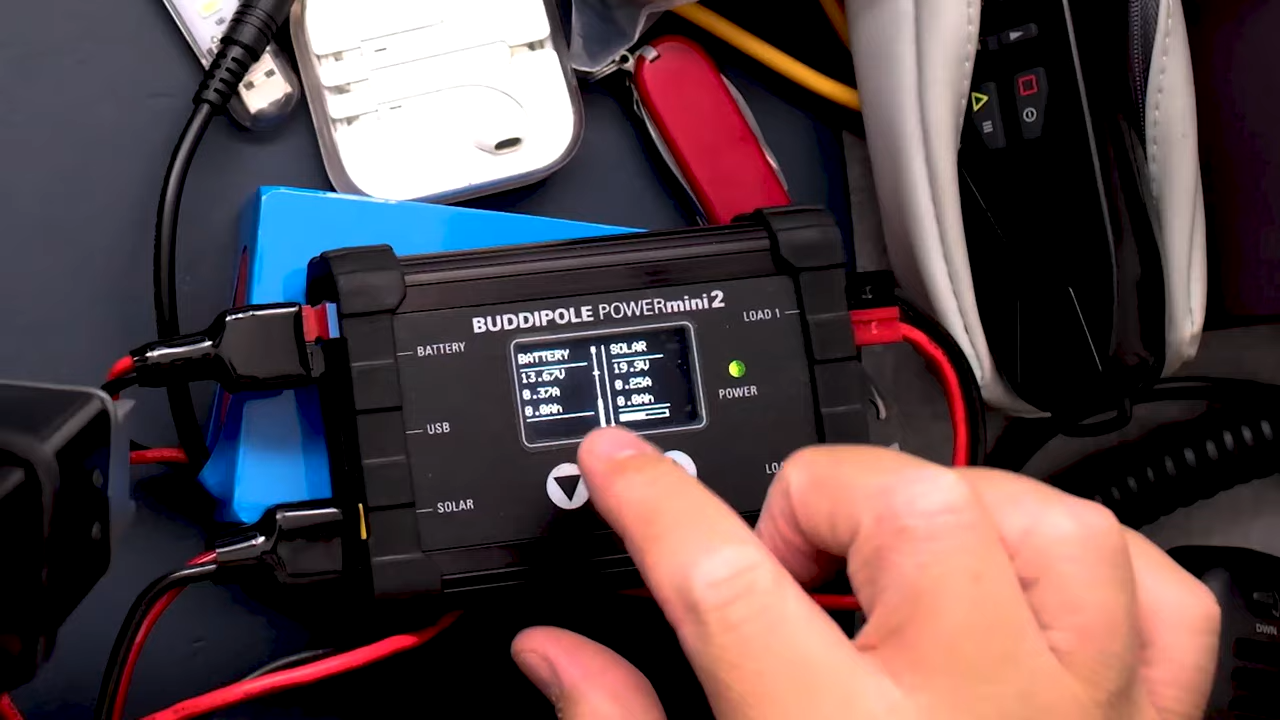 BUDDIPOLE POWERmini2
LOAD 1
BATTERY
USB
SOLAR
BATTERY
13.67V
0.37A
0.0Ah
SOLAR
19.9V
0.25A
0.0Ah
POWER
DWN